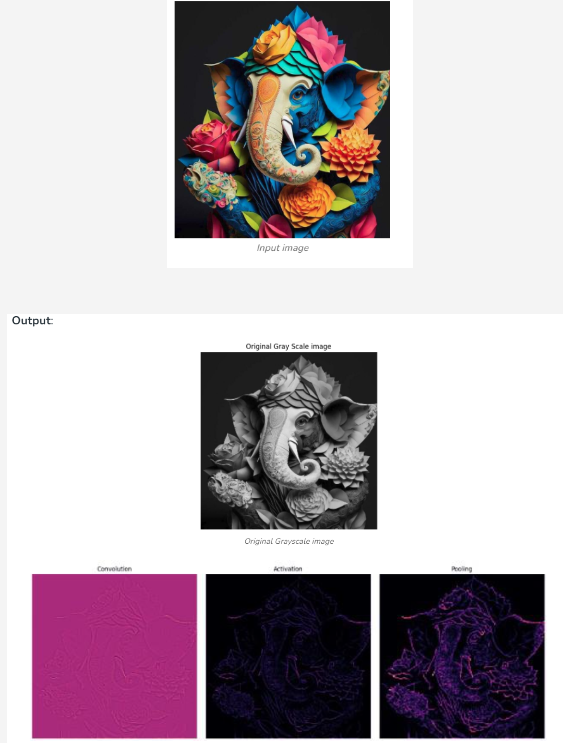 Input image
Output:
Original Gray Scale image
Original Grayscale image
Convolution
Activation
Pooling